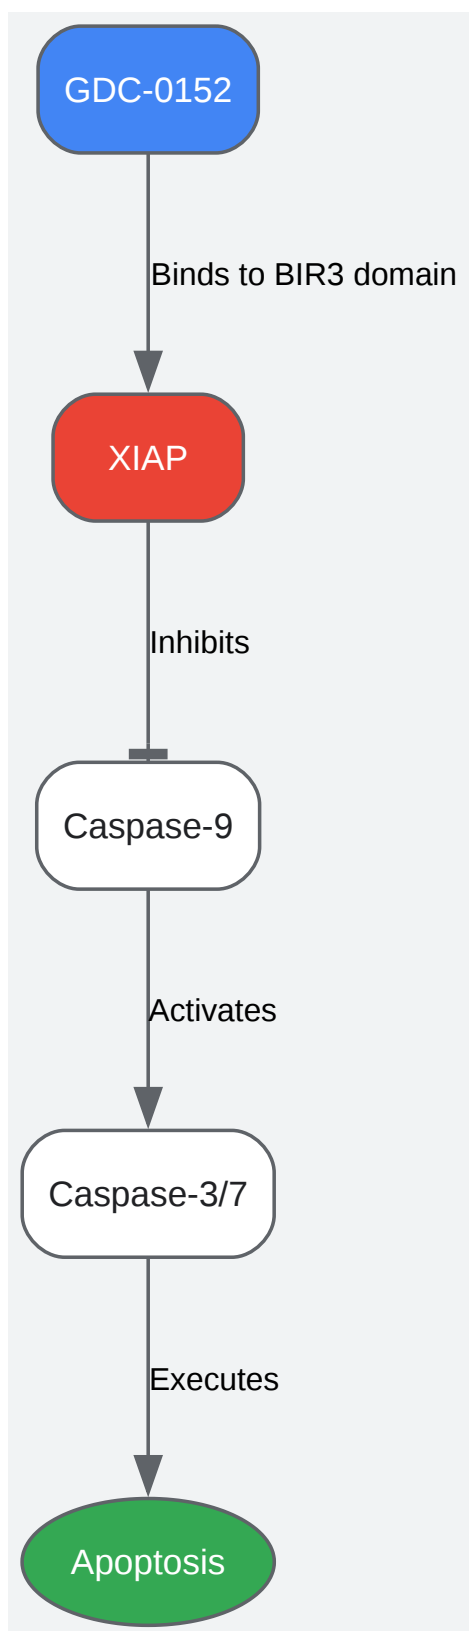 GDC-0152
Binds to BIR3 domain
XIAP
Inhibits
Caspase-9
Activates
Caspase-3/7
Executes
Apoptosis